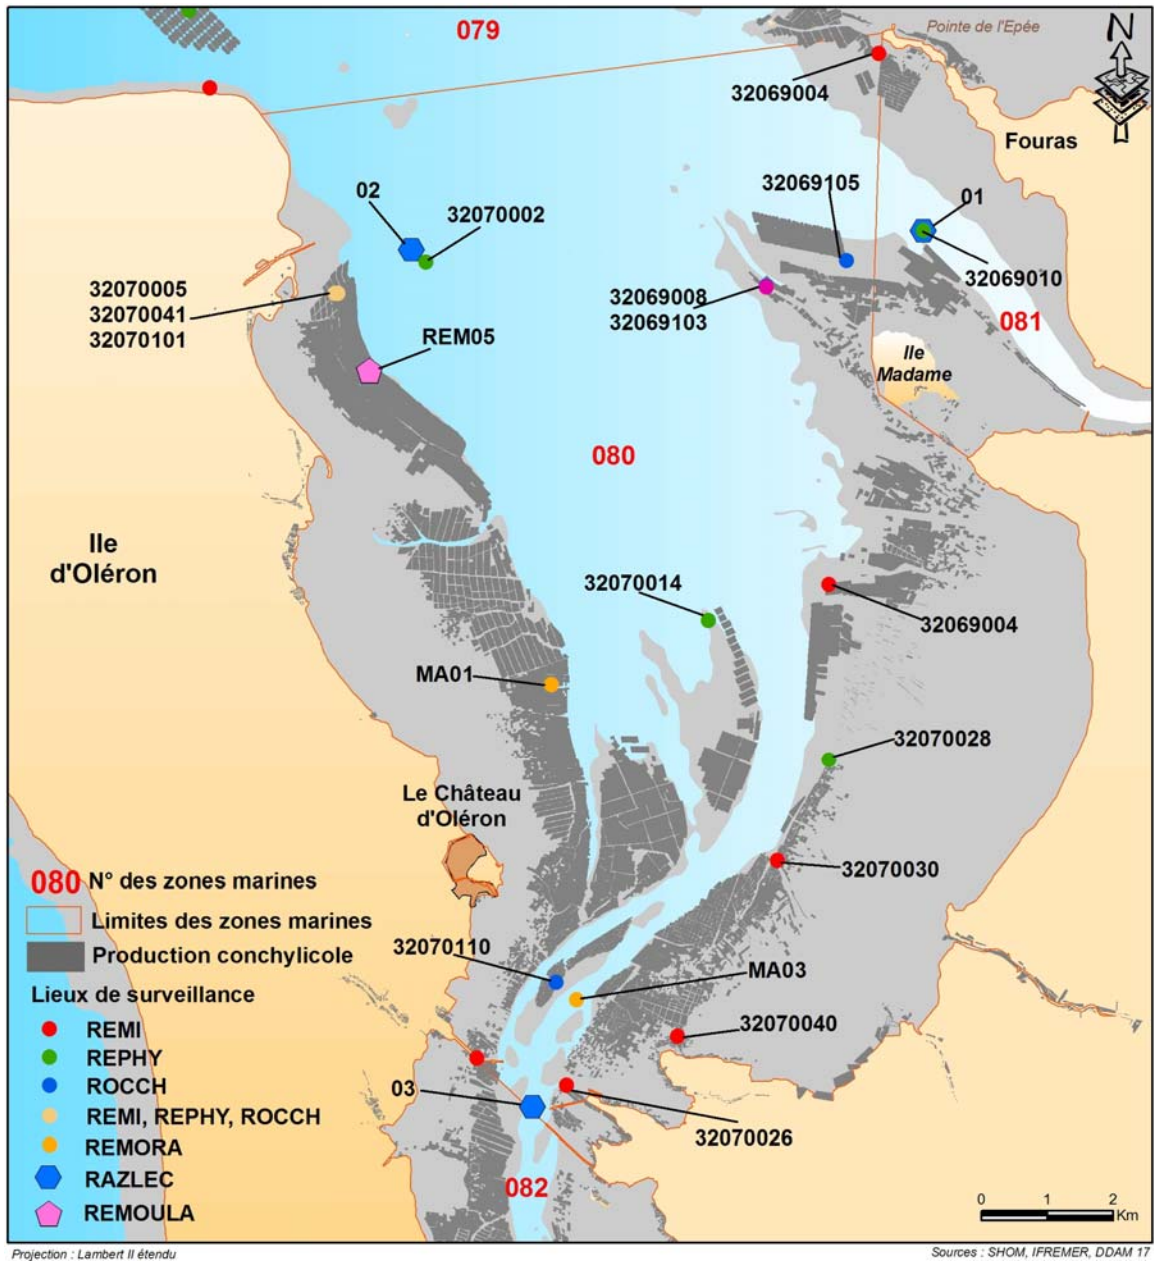 079
Pointe de l'Epée
N
32069004
Fouras
02
32070002
32069105
01
32069010
32070005
32070041
32070101
32069008
32069103
081
REM05
Ile
Madame
080
Ile
d'Oléron
32070014
32069004
MA01
32070028
Le Château
d'Oléron
32070030
080 N° des zones marines
Limites des zones marines
Production conchylicole
32070110
MA03
Lieux de surveillance
32070040
REMI
REPHY
ROCCH
03
REMI, REPHY, ROCCH
32070026
REMORA
RAZLEC
082
REMOULA
0 1 2
Km
Projection : Lambert II étendu
Sources : SHOM, IFREMER, DDAM 17